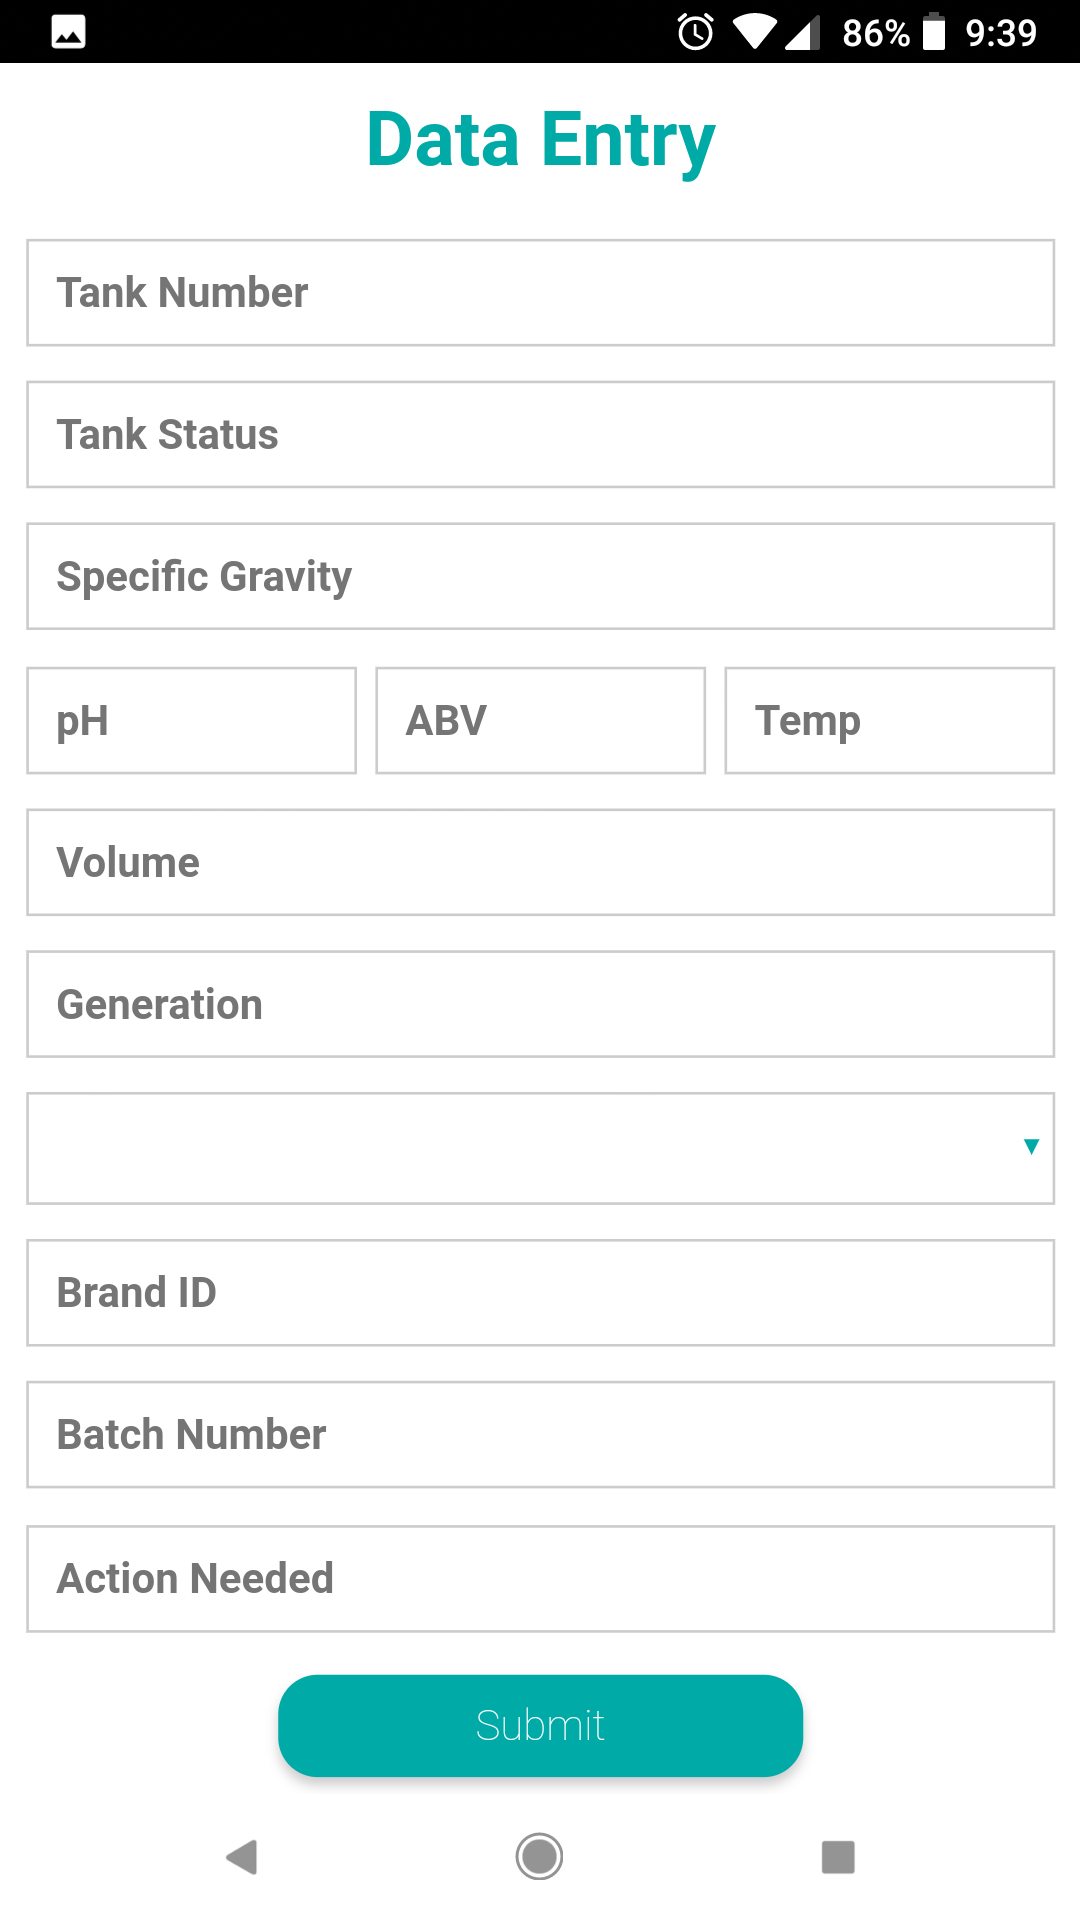 86% 9:39
Data Entry
Tank Number
Tank Status
Specific Gravity
pH ABV Temp
Volume
Generation
Brand ID
Batch Number
Action Needed
Submit